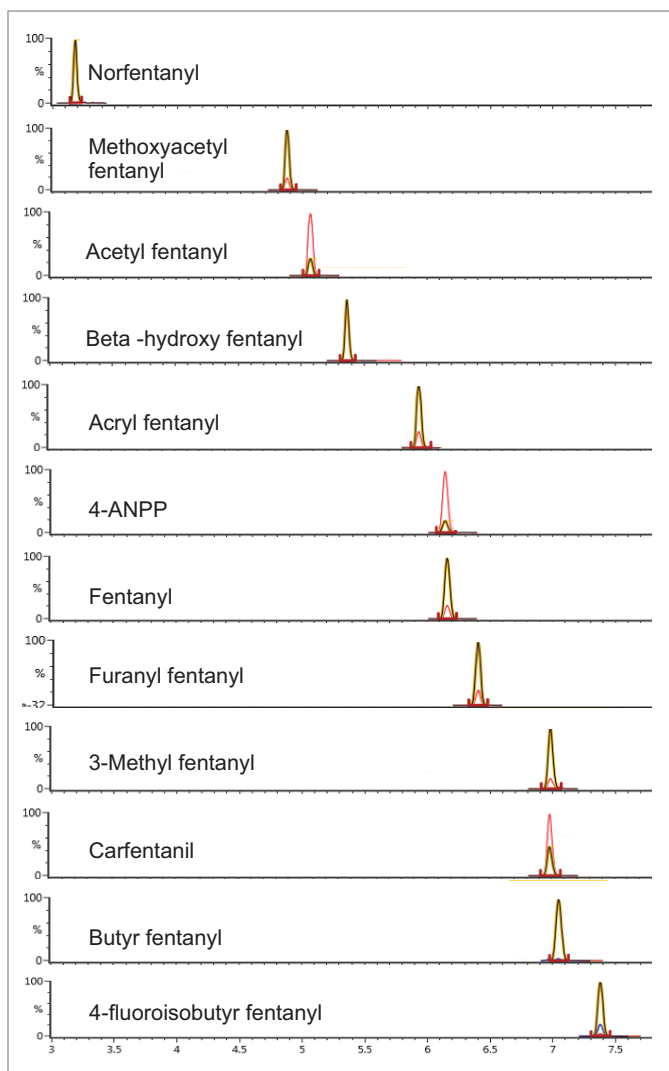 100
%
0
Norfentanyl
100
%
0
Methoxyacetyl
fentanyl
100
%
0
Acetyl fentanyl
100
%
0
Beta -hydroxy fentanyl
100
%
0
Acryl fentanyl
100
%
0
4-ANPP
100
%
0
Fentanyl
100
%
Furanyl fentanyl
100
%
0
3-Methyl fentanyl
100
%
0
Carfentanil
100
%
0
Butyr fentanyl
100
%
0
4-fluoroisobutyr fentanyl
3 3.5 4 4.5 5 5.5 6 6.5 7 7.5